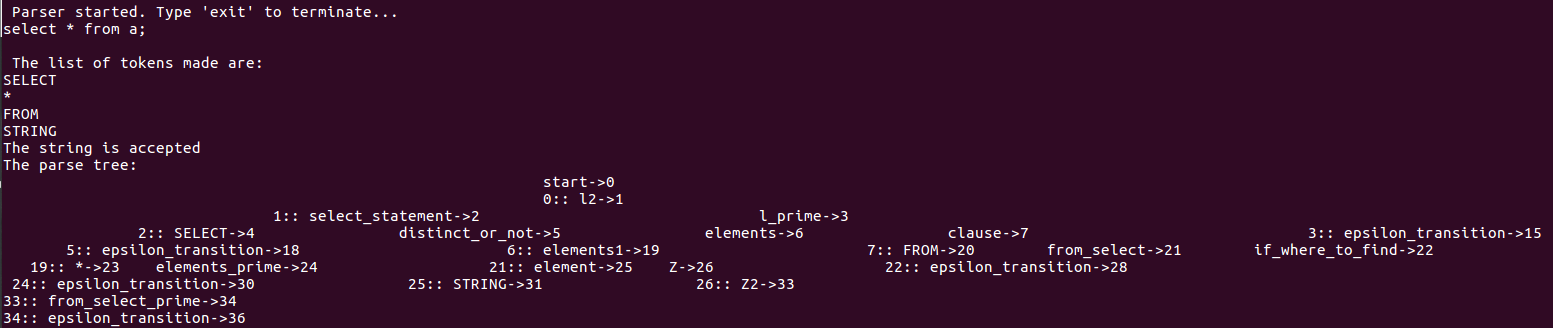 Parser started. Type 'exit' to terminate...
select * from a;
The list of tokens made are:
SELECT
*
FROM
STRING
The string is accepted
The parse tree:
start->0
0:: l2->1
1:: select_statement->2 l_prime->3
2:: SELECT->4 distinct_or_not->5 elements->6 clause->7 3:: epsilon_transition->15
5:: epsilon_transition->18 6:: elements1->19 7:: FROM->20 from_select->21 if_where_to_find->22
19:: *->23 elements_prime->24 21:: element->25 Z->26 22:: epsilon_transition->28
24:: epsilon_transition->30 25:: STRING->31 26:: Z2->33
33:: from_select_prime->34
34:: epsilon_transition->36